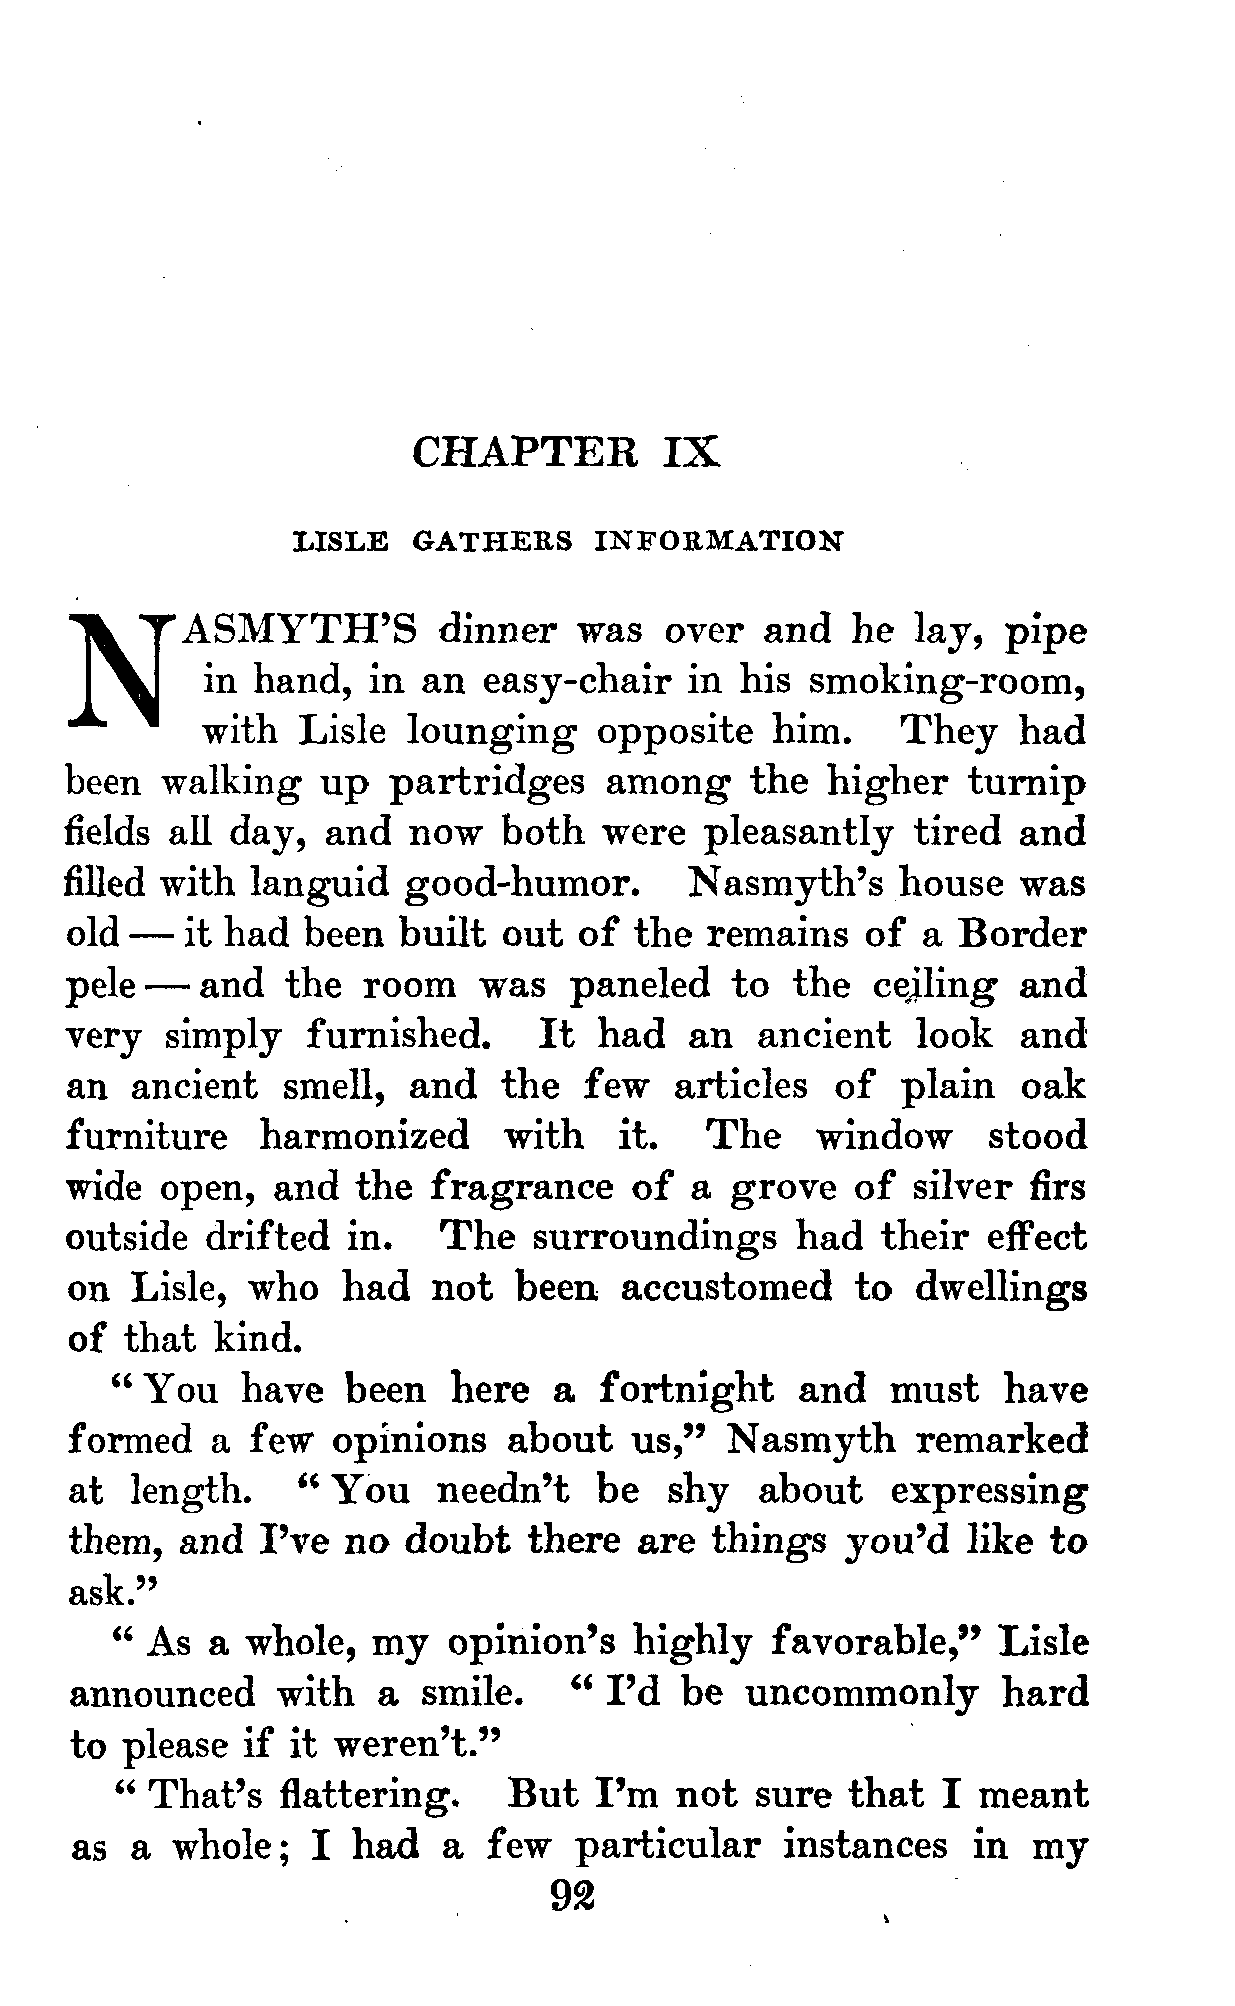 CHAPTER IX
LISLE GATHERS INFORMATION
NASMYTH'S dinner was over and he lay, pipe
in hand, in an easy-chair in his smoking-room,
with Lisle lounging opposite him. They had
been walking up partridges among the higher turnip
fields all day, and now both were pleasantly tired and
filled with languid good-humor. Nasmyth's house was
old — it had been built out of the remains of a Border
pele — and the room was paneled to the ceiling and
very simply furnished. It had an ancient look and
an ancient smell, and the few articles of plain oak
furniture harmonized with it. The window stood
wide open, and the fragrance of a grove of silver firs
outside drifted in. The surroundings had their effect
on Lisle, who had not been accustomed to dwellings
of that kind.
"You have been here a fortnight and must have
formed a few opinions about us," Nasmyth remarked
at length. "You needn't be shy about expressing
them, and I've no doubt there are things you'd like to
ask."
"As a whole, my opinion's highly favorable," Lisle
announced with a smile. "I'd be uncommonly hard
to please if it weren't."
"That's flattering. But I'm not sure that I meant
as a whole; I had a few particular instances in my
92